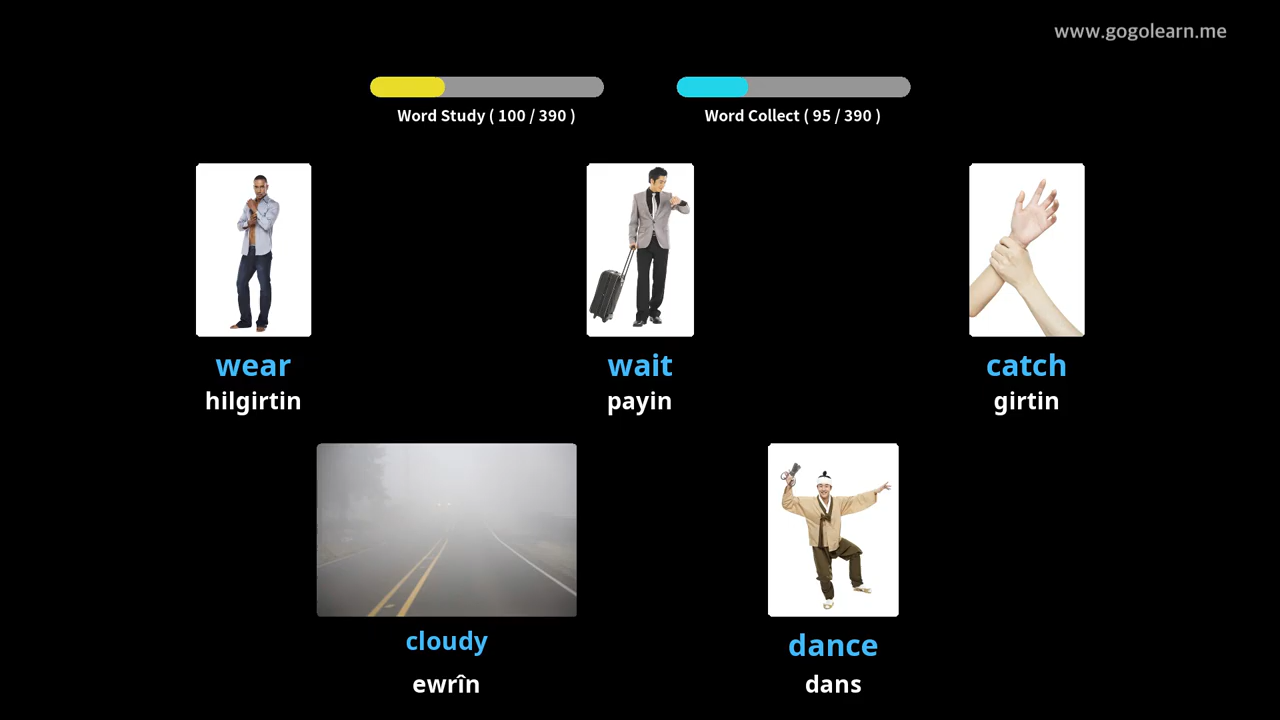 www.gogolearn.me
Word Study ( 100 / 390 )
Word Collect ( 95 / 390 )
wear
hilgirtin
wait
payin
catch
girtin
cloudy
ewrîn
dance
dans